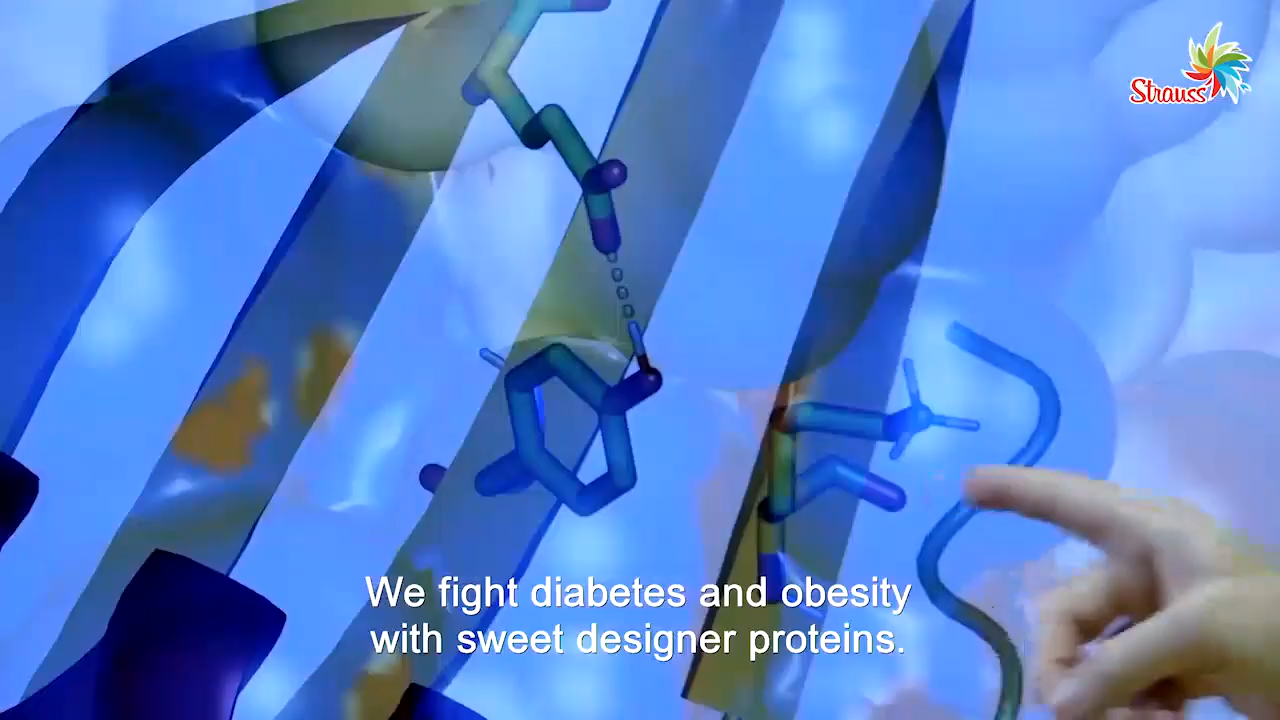 Strauss
We fight diabetes and obesity
with sweet designer proteins.